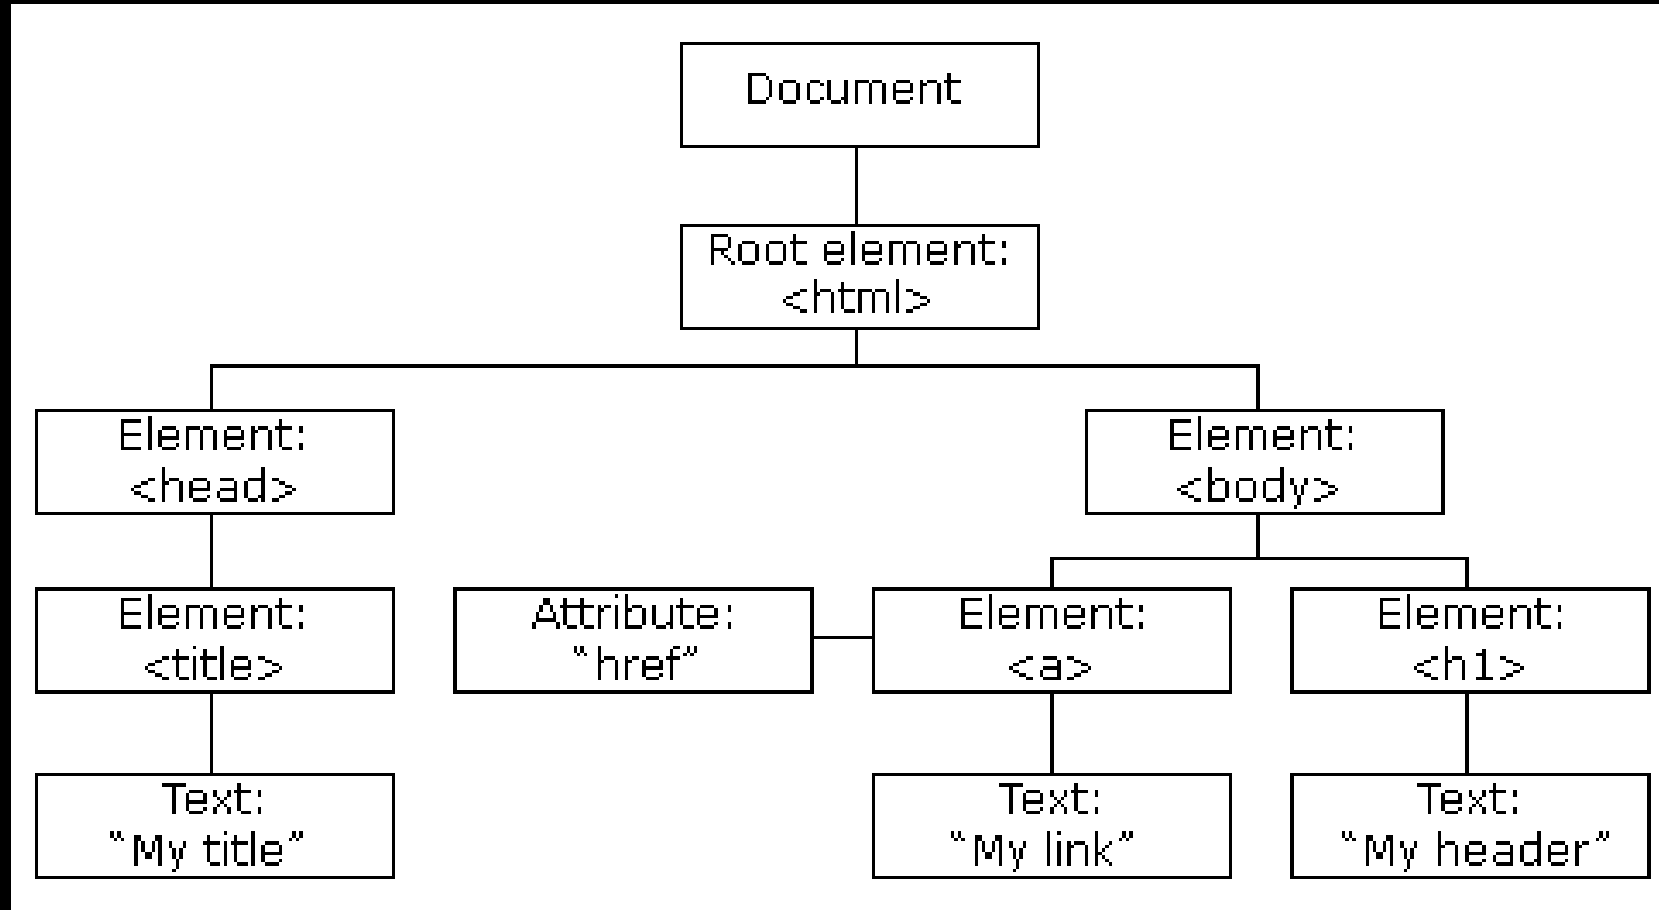 Document
Root element:
<html>
Element:
<head>
Element:
<body>
Element:
<title>
Attribute:
“href”
Element:
<a>
Element:
<h1>
Text:
“My title”
Text:
“My link”
Text:
“My header”